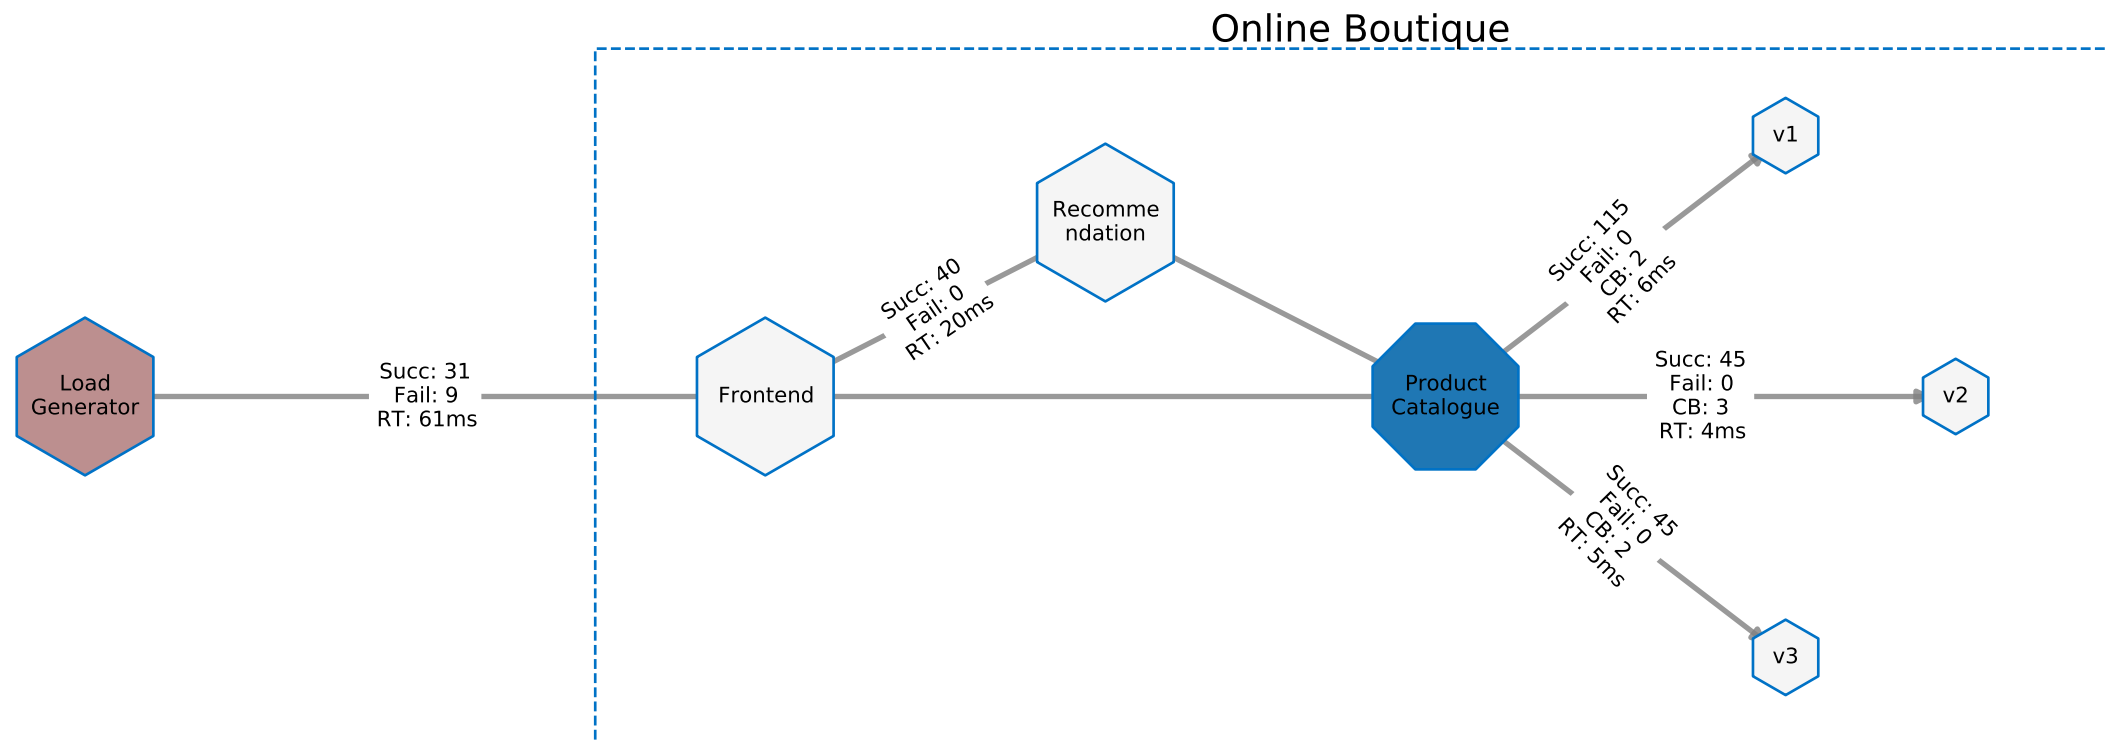 Online Boutique
Load
Generator
Succ: 31
Fail: 9
RT: 61ms
Frontend
Succ: 40
Fail: 0
RT: 20ms
Recomme
ndation
Product
Catalogue
Succ: 115
Fail: 0
CB: 2
RT: 6ms
v1
Succ: 45
Fail: 0
CB: 3
RT: 4ms
v2
Succ: 45
Fail: 0
CB: 2
RT: 5ms
v3